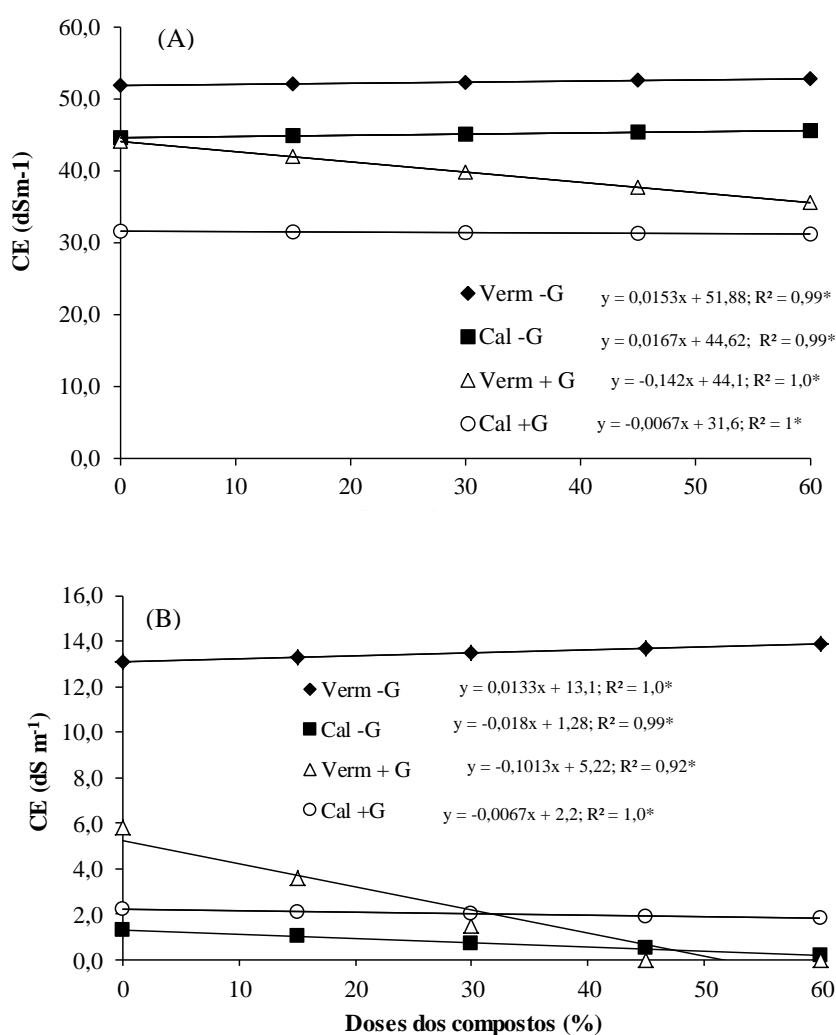 (A)
60,0
50,0
40,0
30,0
20,0
10,0
0,0
CE (dSm-1)
Verm -G y = 0,0153x + 51,88; R² = 0,99*
Cal -G y = 0,0167x + 44,62; R² = 0,99*
Verm + G y = -0,142x + 44,1; R² = 1,0*
Cal +G y = -0,0067x + 31,6; R² = 1*
0 10 20 30 40 50 60
(B)
16,0
14,0
12,0
10,0
8,0
6,0
4,0
2,0
0,0
CE (dS m-1)
Verm -G y = 0,0133x + 13,1; R² = 1,0*
Cal -G y = -0,018x + 1,28; R² = 0,99*
Verm + G y = -0,1013x + 5,22; R² = 0,92*
Cal +G y = -0,0067x + 2,2; R² = 1,0*
0 10 20 30 40 50 60
Doses dos compostos (%)